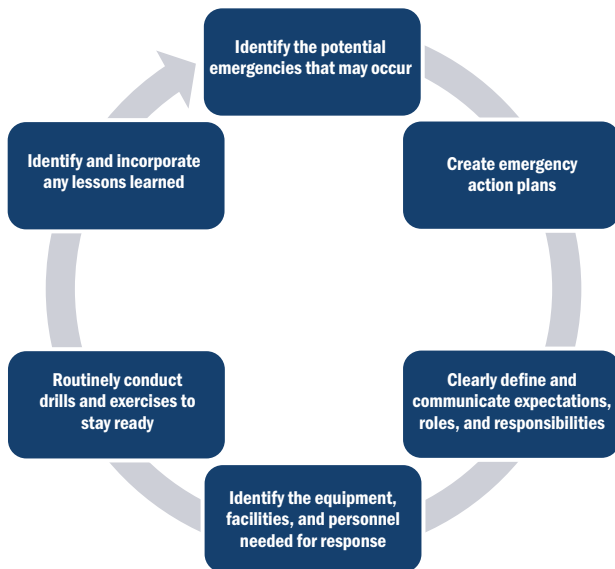 Identify the potential
emergencies that may occur
Create emergency
action plans
Clearly define and
communicate expectations,
roles, and responsibilities
Identify the equipment,
facilities, and personnel
needed for response
Routinely conduct
drills and exercises to
stay ready
Identify and incorporate
any lessons learned